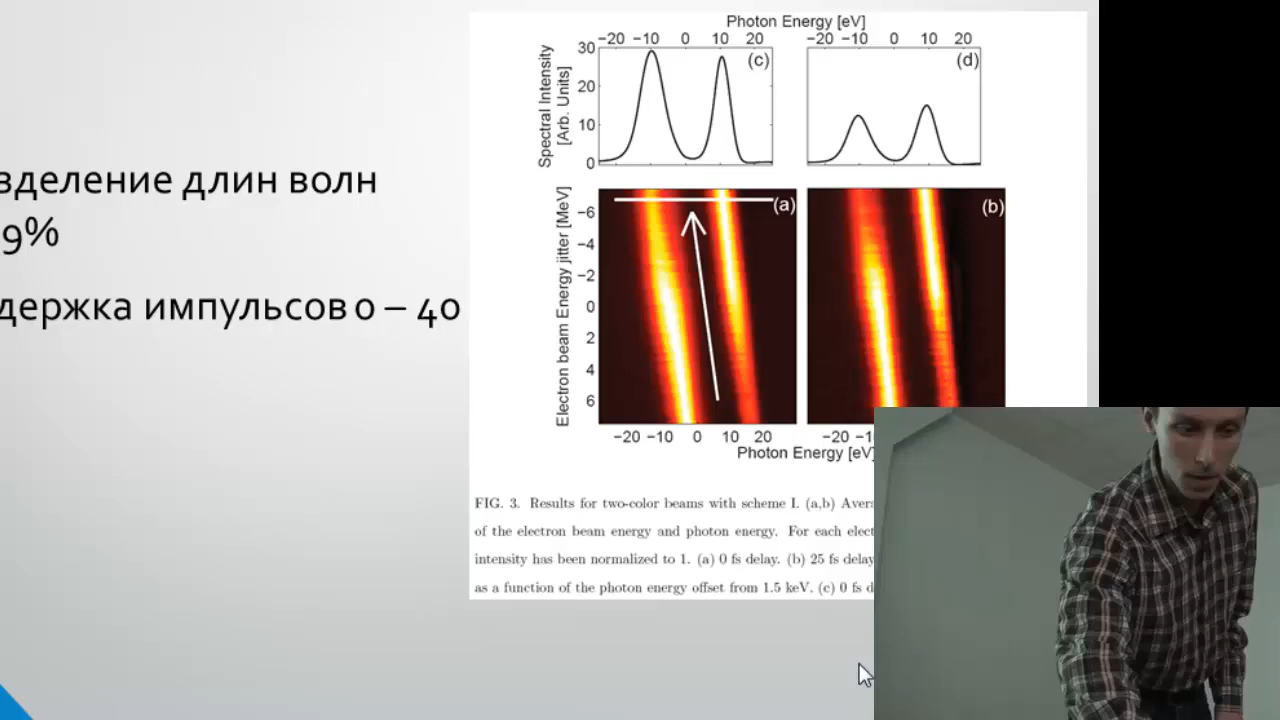 зделение длин волн
9%
держка импульсов 0 – 40
Photon Energy [eV]
−20 −10 0 10 20
−20 −10 0 10 20
Spectral Intensity
[Arb. Units]
30
20
10
0
(c)
(d)
Electron beam Energy jitter [MeV]
−6
−4
−2
0
2
4
6
(a)
(b)
−20 −10 0 10 20
−20
Photon Energy [eV]
FIG. 3. Results for two-color beams with scheme I. (a,b) Aver
of the electron beam energy and photon energy. For each elect
intensity has been normalized to 1. (a) 0 fs delay. (b) 25 fs delay
as a function of the photon energy offset from 1.5 keV. (c) 0 fs d